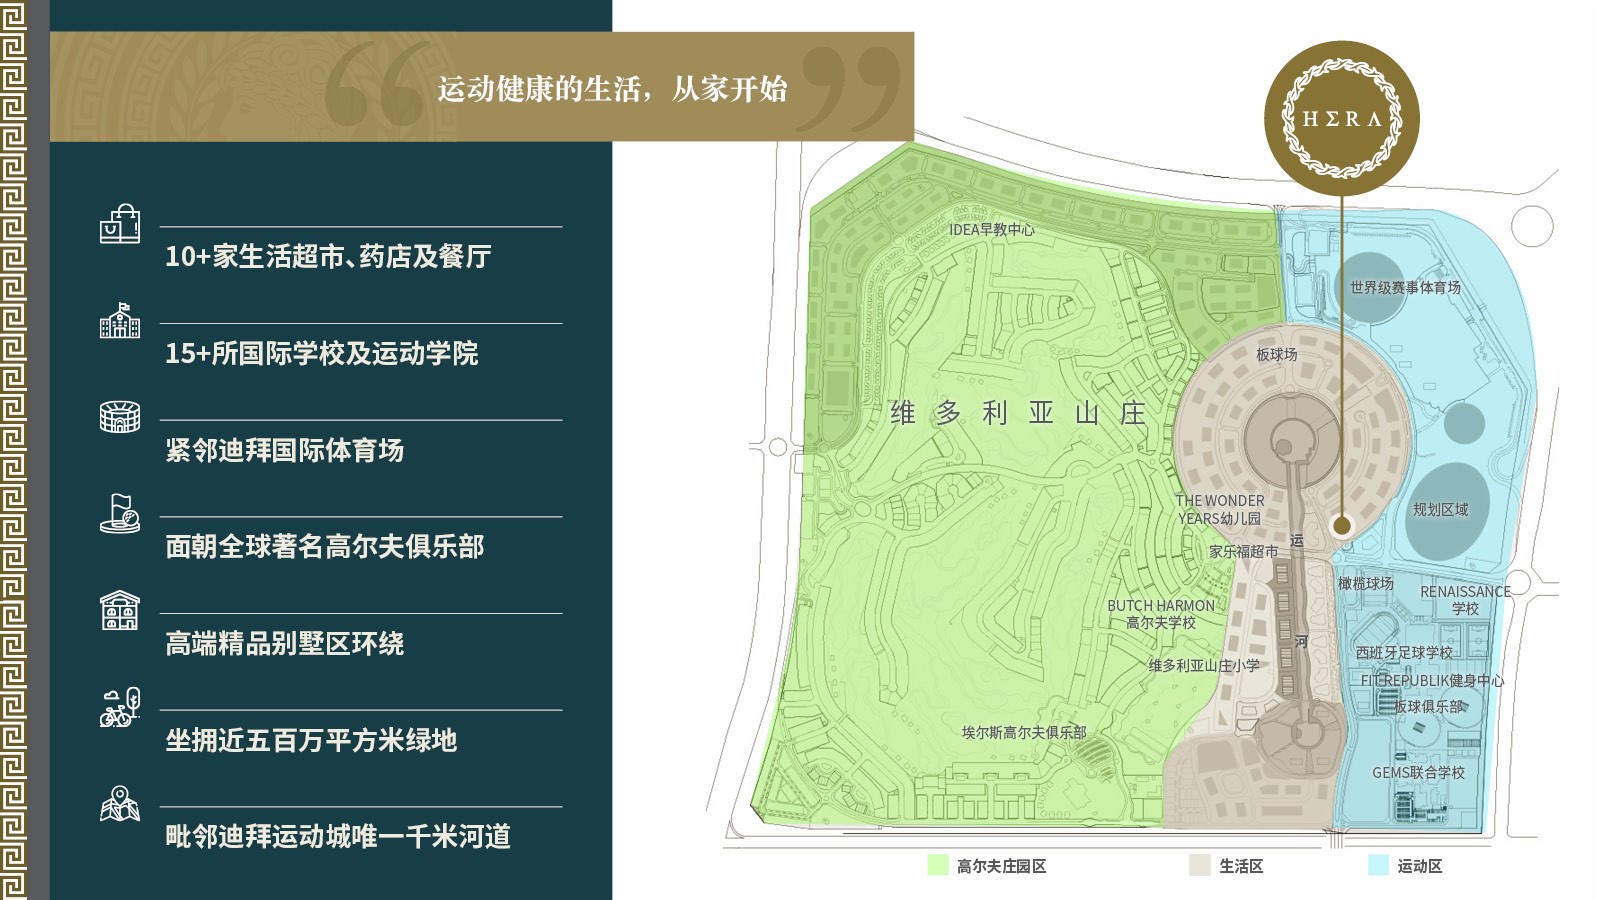 运动健康的生活，从家开始
10+家生活超市、药店及餐厅
15+所国际学校及运动学院
紧邻迪拜国际体育场
面朝全球著名高尔夫俱乐部
高端精品别墅区环绕
坐拥近五百万平方米绿地
毗邻迪拜运动城唯一千米河道
HΣRΛ
IDEA早教中心
世界级赛事体育场
板球场
维多利亚山庄
THE WONDER
YEARS幼儿园
规划区域
运
家乐福超市
橄榄球场
RENAISSANCE
学校
BUTCH HARMON
高尔夫学校
河
西班牙足球学校
维多利亚山庄小学
FIT REPUBLIK健身中心
板球俱乐部
埃尔斯高尔夫俱乐部
GEMS联合学校
高尔夫庄园区
生活区
运动区